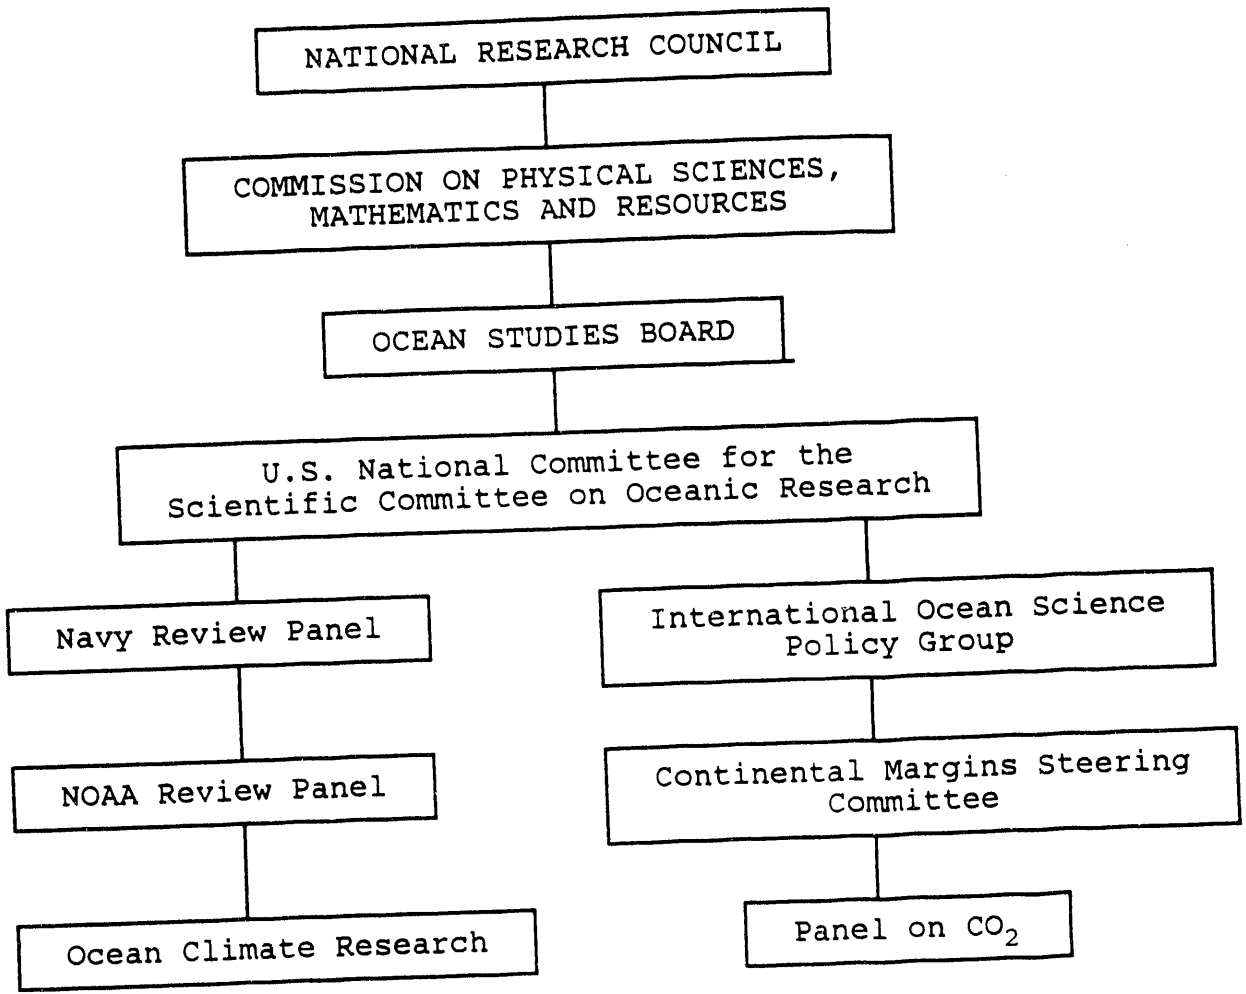 NATIONAL RESEARCH COUNCIL
COMMISSION ON PHYSICAL SCIENCES,
MATHEMATICS AND RESOURCES
OCEAN STUDIES BOARD
U.S. National Committee for the
Scientific Committee on Oceanic Research
Navy Review Panel
NOAA Review Panel
Ocean Climate Research
International Ocean Science
Policy Group
Continental Margins Steering
Committee
Panel on CO₂